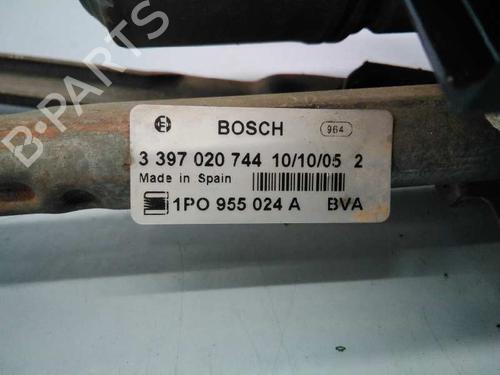 B-PARTS
BOSCH 964
3 397 020 744 10/10/05 2
Made in Spain
1PO 955 024 A BVA